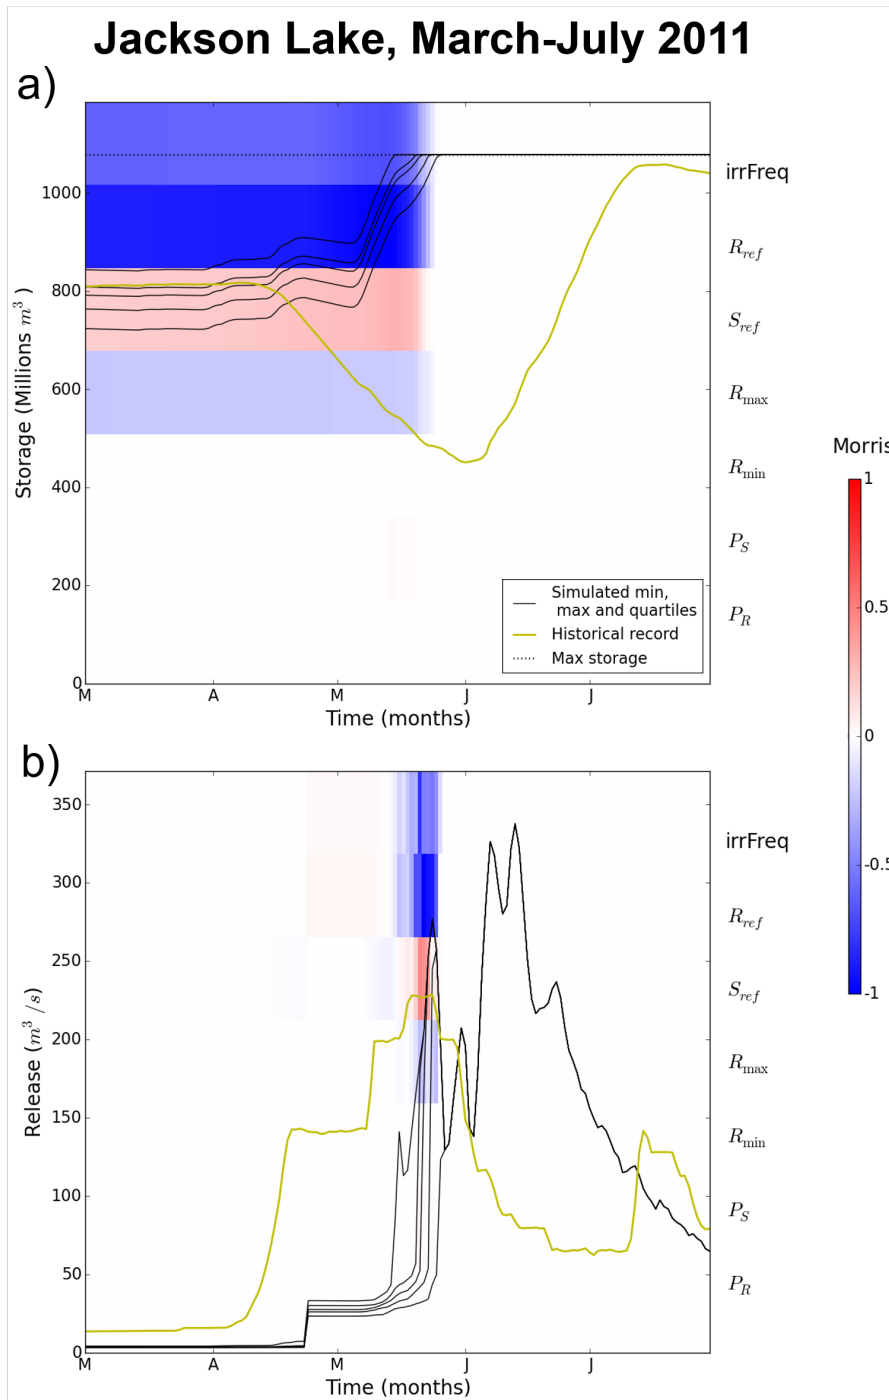 Jackson Lake, March-July 2011
a)
1000
800
600
400
200
0
Storage (Millions m³)
M A M J J
Time (months)
irrFreq
R_ref
S_ref
R_max
R_min
P_S
P_R
Simulated min,
max and quartiles
Historical record
Max storage
Morris
1
0.5
0
-0.5
-1
b)
350
300
250
200
150
100
50
0
Release (m³/s)
M A M J J
Time (months)
irrFreq
R_ref
S_ref
R_max
R_min
P_S
P_R